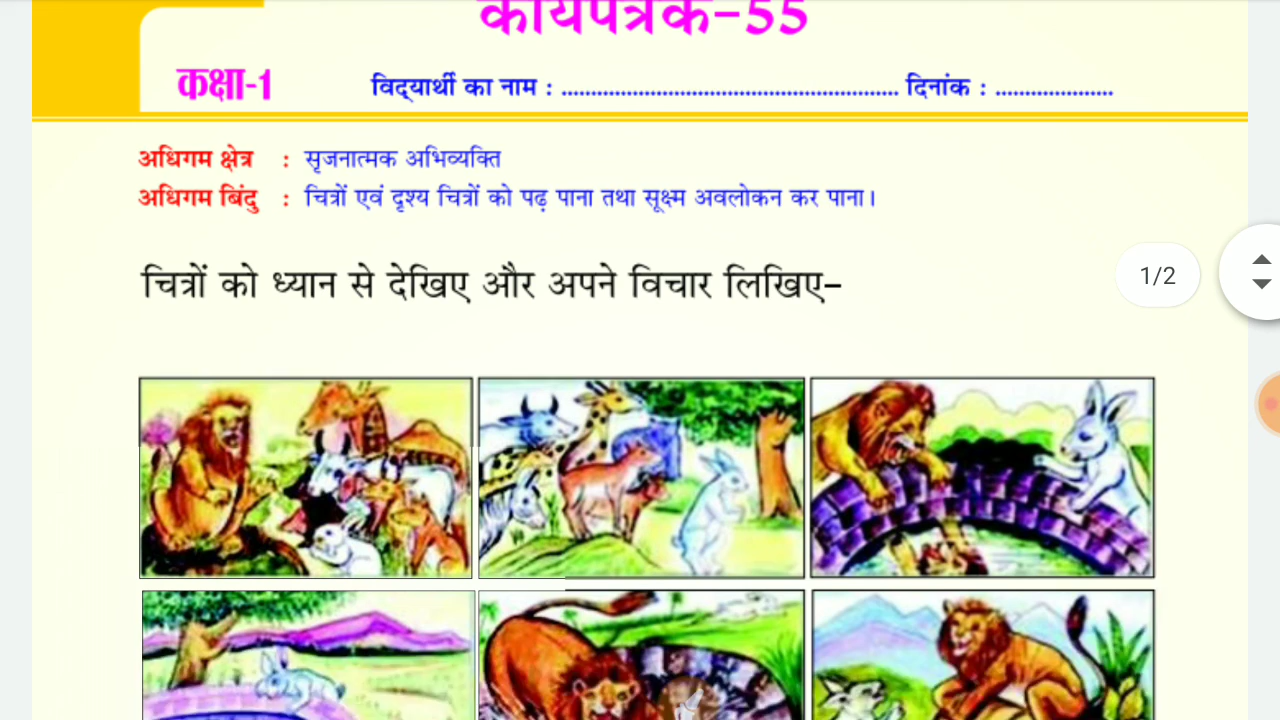 कार्यपत्रक-55
कक्षा-1 विद्यार्थी का नाम : ......................................................... दिनांक : ....................
अधिगम क्षेत्र : सृजनात्मक अभिव्यक्ति
अधिगम बिंदु : चित्रों एवं दृश्य चित्रों को पढ़ पाना तथा सूक्ष्म अवलोकन कर पाना।
चित्रों को ध्यान से देखिए और अपने विचार लिखिए–
1/2